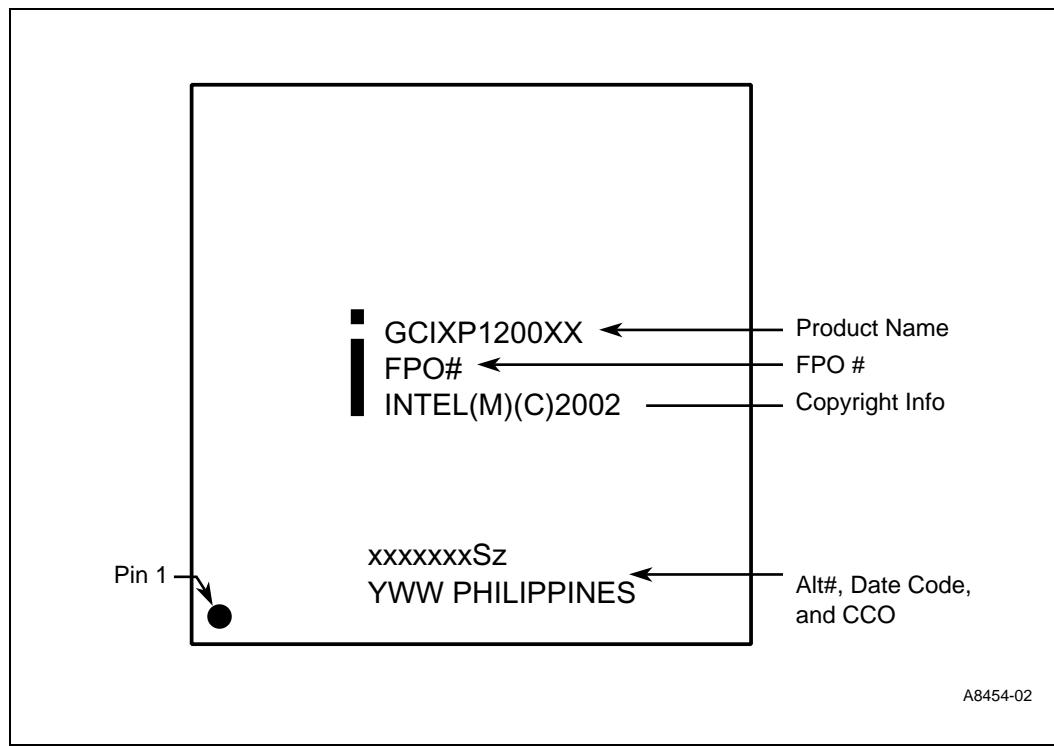 GCIXP1200XX
Product Name
FPO#
FPO #
INTEL(M)(C)2002
Copyright Info
xxxxxxxSz
Pin 1
YWW PHILIPPINES
Alt#, Date Code,
and CCO
A8454-02